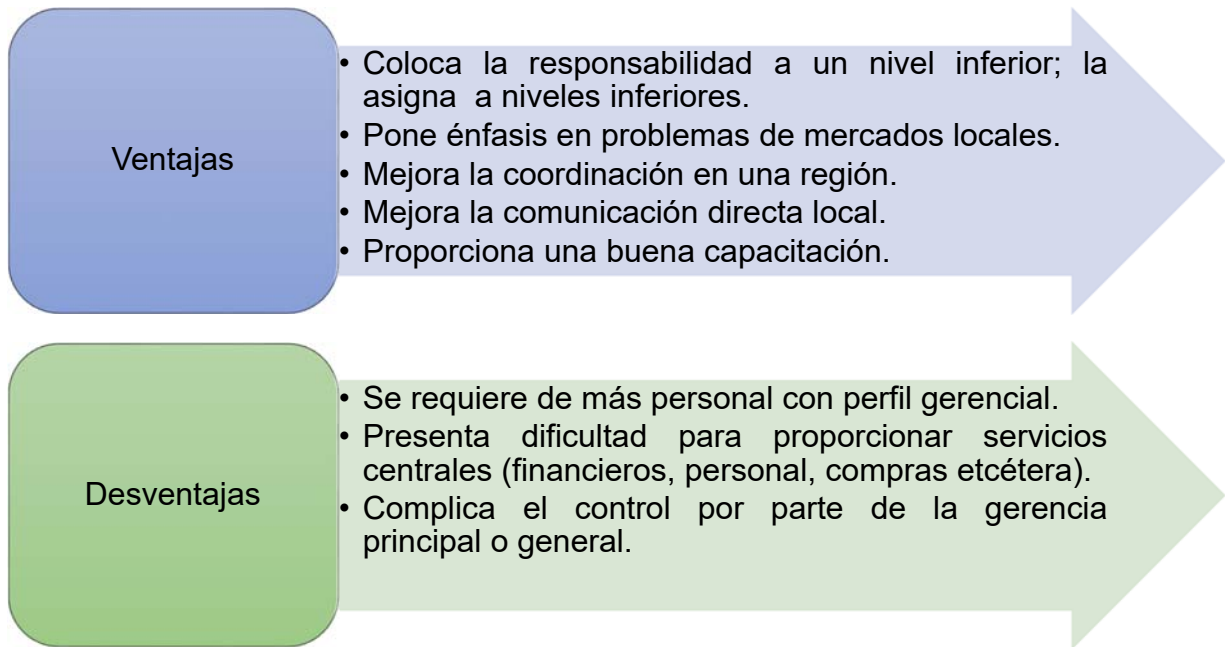 Ventajas
• Coloca la responsabilidad a un nivel inferior; la
asigna a niveles inferiores.
• Pone énfasis en problemas de mercados locales.
• Mejora la coordinación en una región.
• Mejora la comunicación directa local.
• Proporciona una buena capacitación.
Desventajas
• Se requiere de más personal con perfil gerencial.
• Presenta dificultad para proporcionar servicios
centrales (financieros, personal, compras etcétera).
• Complica el control por parte de la gerencia
principal o general.